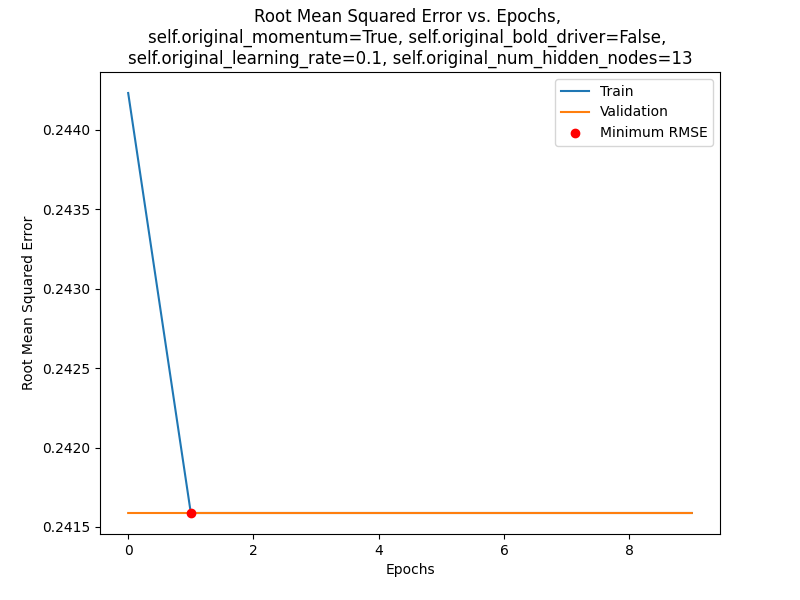 Root Mean Squared Error vs. Epochs,
self.original_momentum=True, self.original_bold_driver=False,
self.original_learning_rate=0.1, self.original_num_hidden_nodes=13
Train
Validation
Minimum RMSE
0.2440
0.2435
0.2430
0.2425
0.2420
0.2415
Root Mean Squared Error
0 2 4 6 8
Epochs